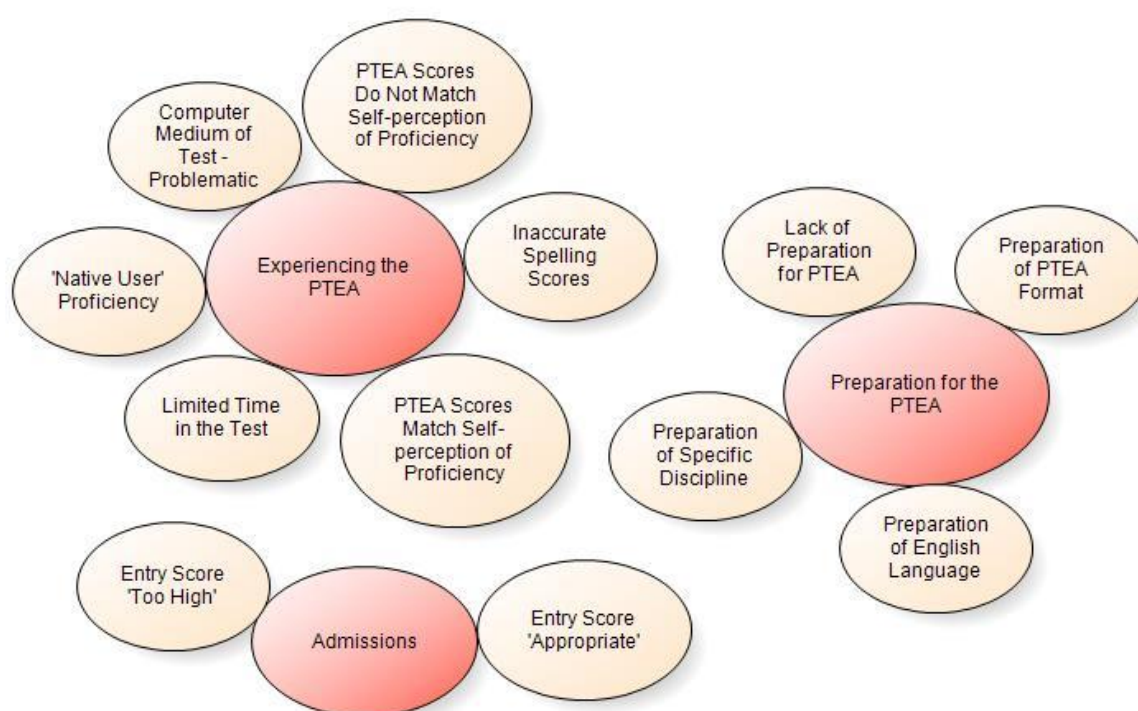 PTEA Scores
Do Not Match
Self-perception
of Proficiency
Computer
Medium of
Test -
Problematic
Experiencing the
PTEA
Inaccurate
Spelling
Scores
'Native User'
Proficiency
Limited Time
in the Test
PTEA Scores
Match Self-
perception of
Proficiency
Lack of
Preparation
for PTEA
Preparation
of PTEA
Format
Preparation for the
PTEA
Preparation
of Specific
Discipline
Preparation
of English
Language
Entry Score
'Too High'
Admissions
Entry Score
'Appropriate'